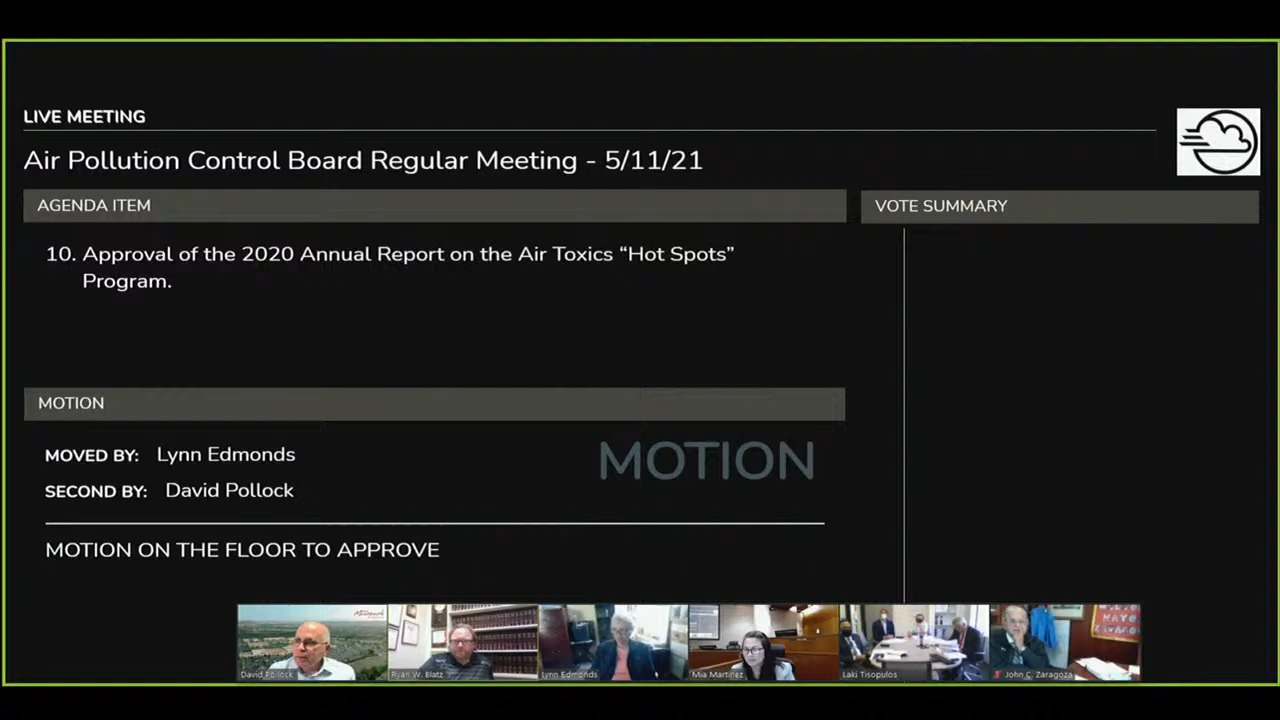 LIVE MEETING
Air Pollution Control Board Regular Meeting - 5/11/21
AGENDA ITEM
VOTE SUMMARY
10. Approval of the 2020 Annual Report on the Air Toxics “Hot Spots”
Program.
MOTION
MOVED BY: Lynn Edmonds
MOTION
SECOND BY: David Pollock
MOTION ON THE FLOOR TO APPROVE
David Pollock
Ryan W. Blatz
Lynn Edmonds
Mia Martinez
Laki Tisopulos
John C. Zaragoza